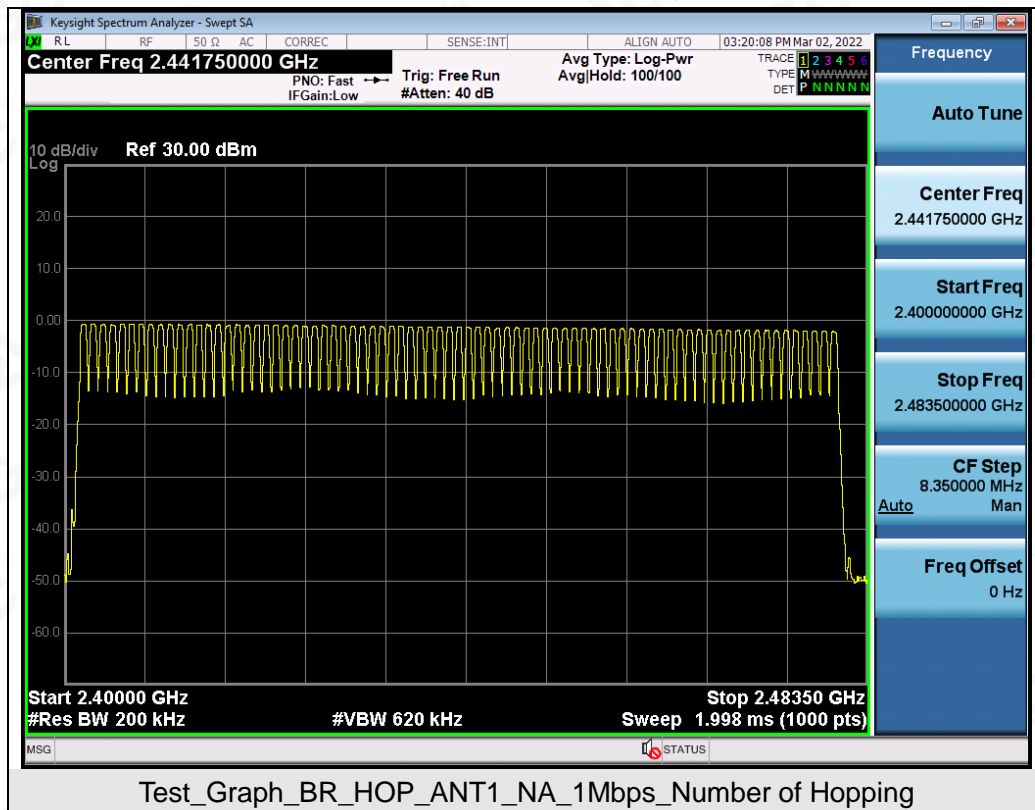 Keysight Spectrum Analyzer - Swept SA
LXI RL RF 50 Ω AC CORREC SENSE:INT ALIGN AUTO 03:20:08 PM Mar 02, 2022
Center Freq 2.441750000 GHz
PNO: Fast
IFGain:Low
Trig: Free Run
#Atten: 40 dB
Avg Type: Log-Pwr
Avg|Hold: 100/100
TRACE 1 2 3 4 5 6
TYPE M WWWWW
DET P N N N N N
10 dB/div Ref 30.00 dBm
Log
20.0
10.0
0.00
-10.0
-20.0
-30.0
-40.0
-50.0
-60.0
Start 2.40000 GHz Stop 2.48350 GHz
#Res BW 200 kHz #VBW 620 kHz Sweep 1.998 ms (1000 pts)
MSG STATUS
Frequency
Auto Tune
Center Freq
2.441750000 GHz
Start Freq
2.400000000 GHz
Stop Freq
2.483500000 GHz
CF Step
8.350000 MHz
Auto Man
Freq Offset
0 Hz
Test_Graph_BR_HOP_ANT1_NA_1Mbps_Number of Hopping